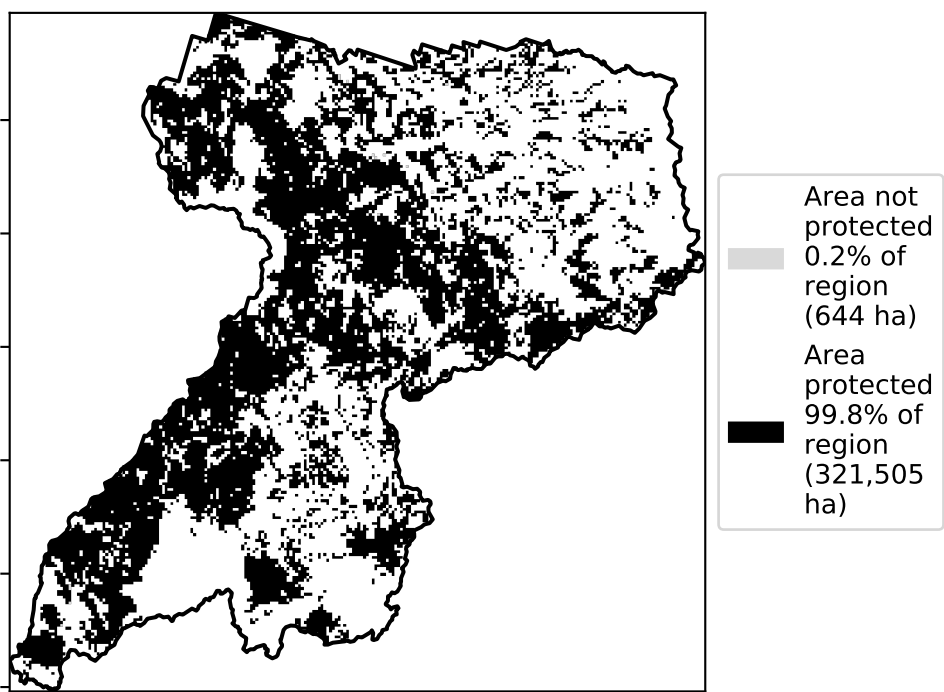 Area not
protected
0.2% of
region
(644 ha)
Area
protected
99.8% of
region
(321,505
ha)